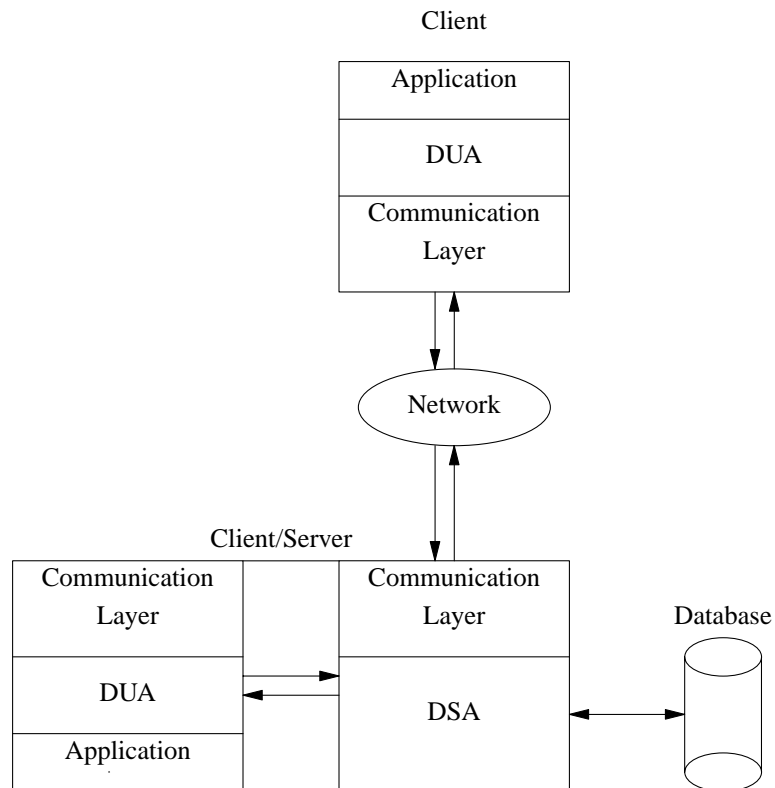 Client
Application
DUA
Communication
Layer
Network
Client/Server
Communication
Layer
DUA
Application
Communication
Layer
DSA
Database